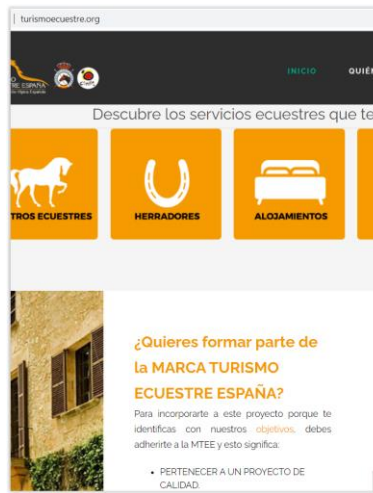 turismoecuestre.org
INICIO
QUIÉN
Descubre los servicios ecuestres que te
TROS ECUESTRES
HERRADORES
ALOJAMIENTOS
¿Quieres formar parte de
la MARCA TURISMO
ECUESTRE ESPAÑA?
Para incorporarte a este proyecto porque te
identificas con nuestros objetivos, debes
adherirte a la MTEE y esto significa:
• PERTENECER A UN PROYECTO DE
CALIDAD.